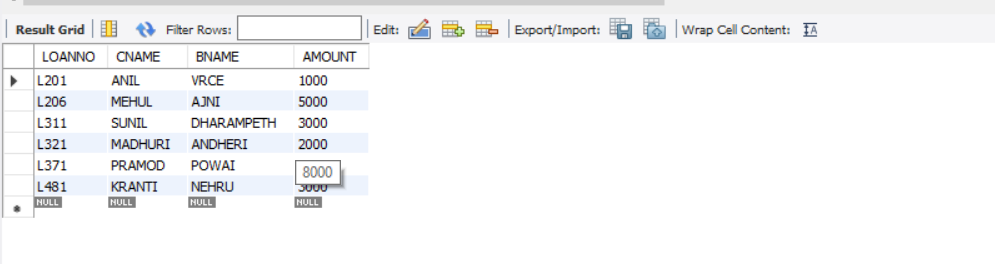 Result Grid Filter Rows: Edit: Export/Import: Wrap Cell Content: IA
LOANNO CNAME BNAME AMOUNT
L201 ANIL VRCE 1000
L206 MEHUL AJNI 5000
L311 SUNIL DHARAMPETH 3000
L321 MADHURI ANDHERI 2000
L371 PRAMOD POWAI 8000
L481 KRANTI NEHRU 3000
NULL NULL NULL NULL